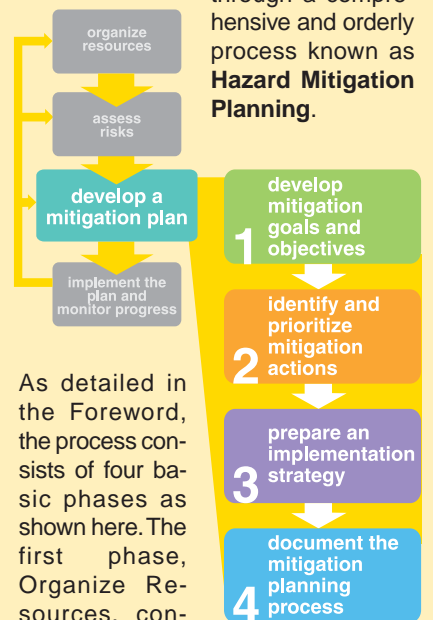 through a compre-
hensive and orderly
process known as
Hazard Mitigation
Planning.
organize
resources
assess
risks
develop a
mitigation plan
implement the
plan and
monitor progress
1
develop
mitigation
goals and
objectives
2
identify and
prioritize
mitigation
actions
3
prepare an
implementation
strategy
4
document the
mitigation
planning
process
As detailed in
the Foreword,
the process con-
sists of four ba-
sic phases as
shown here. The
first phase,
Organize Re-
sources, con-